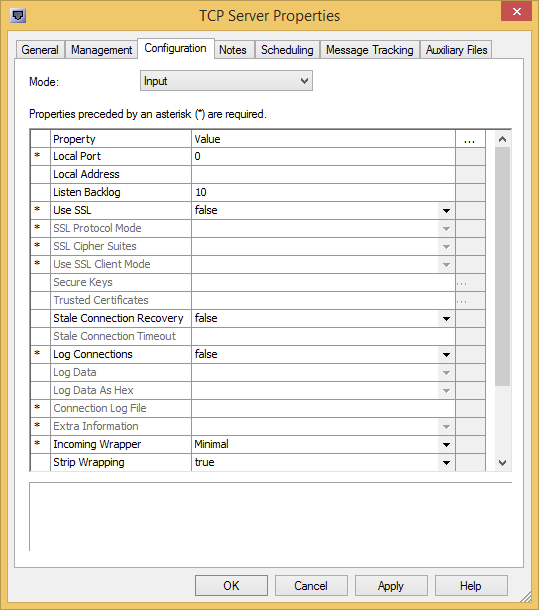 TCP Server Properties
General Management Configuration Notes Scheduling Message Tracking Auxiliary Files
Mode: Input
Properties preceded by an asterisk (*) are required.
Property Value ...
* Local Port 0
Local Address
Listen Backlog 10
* Use SSL false
* SSL Protocol Mode
* SSL Cipher Suites
* Use SSL Client Mode
Secure Keys ...
Trusted Certificates ...
Stale Connection Recovery false
Stale Connection Timeout
* Log Connections false
Log Data
Log Data As Hex
* Connection Log File
* Extra Information
* Incoming Wrapper Minimal
Strip Wrapping true
OK Cancel Apply Help